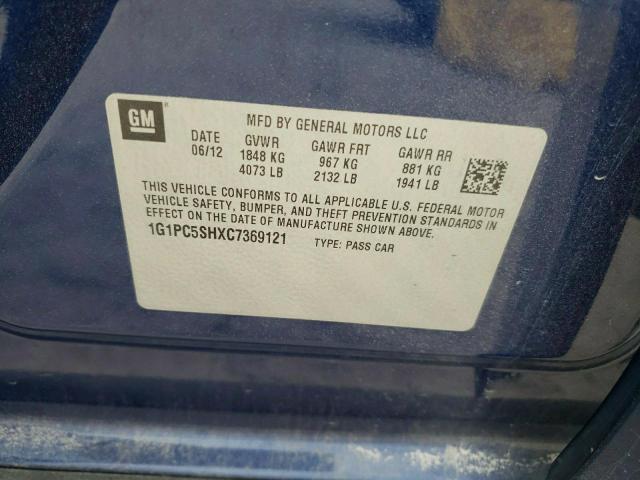 GM ®
MFD BY GENERAL MOTORS LLC
DATE GVWR GAWR FRT GAWR RR
06/12 1848 KG 967 KG 881 KG
4073 LB 2132 LB 1941 LB
THIS VEHICLE CONFORMS TO ALL APPLICABLE U.S. FEDERAL MOTOR
VEHICLE SAFETY, BUMPER, AND THEFT PREVENTION STANDARDS IN
EFFECT ON THE DATE OF MANUFACTURE SHOWN ABOVE.
1G1PC5SHXC7369121 TYPE: PASS CAR